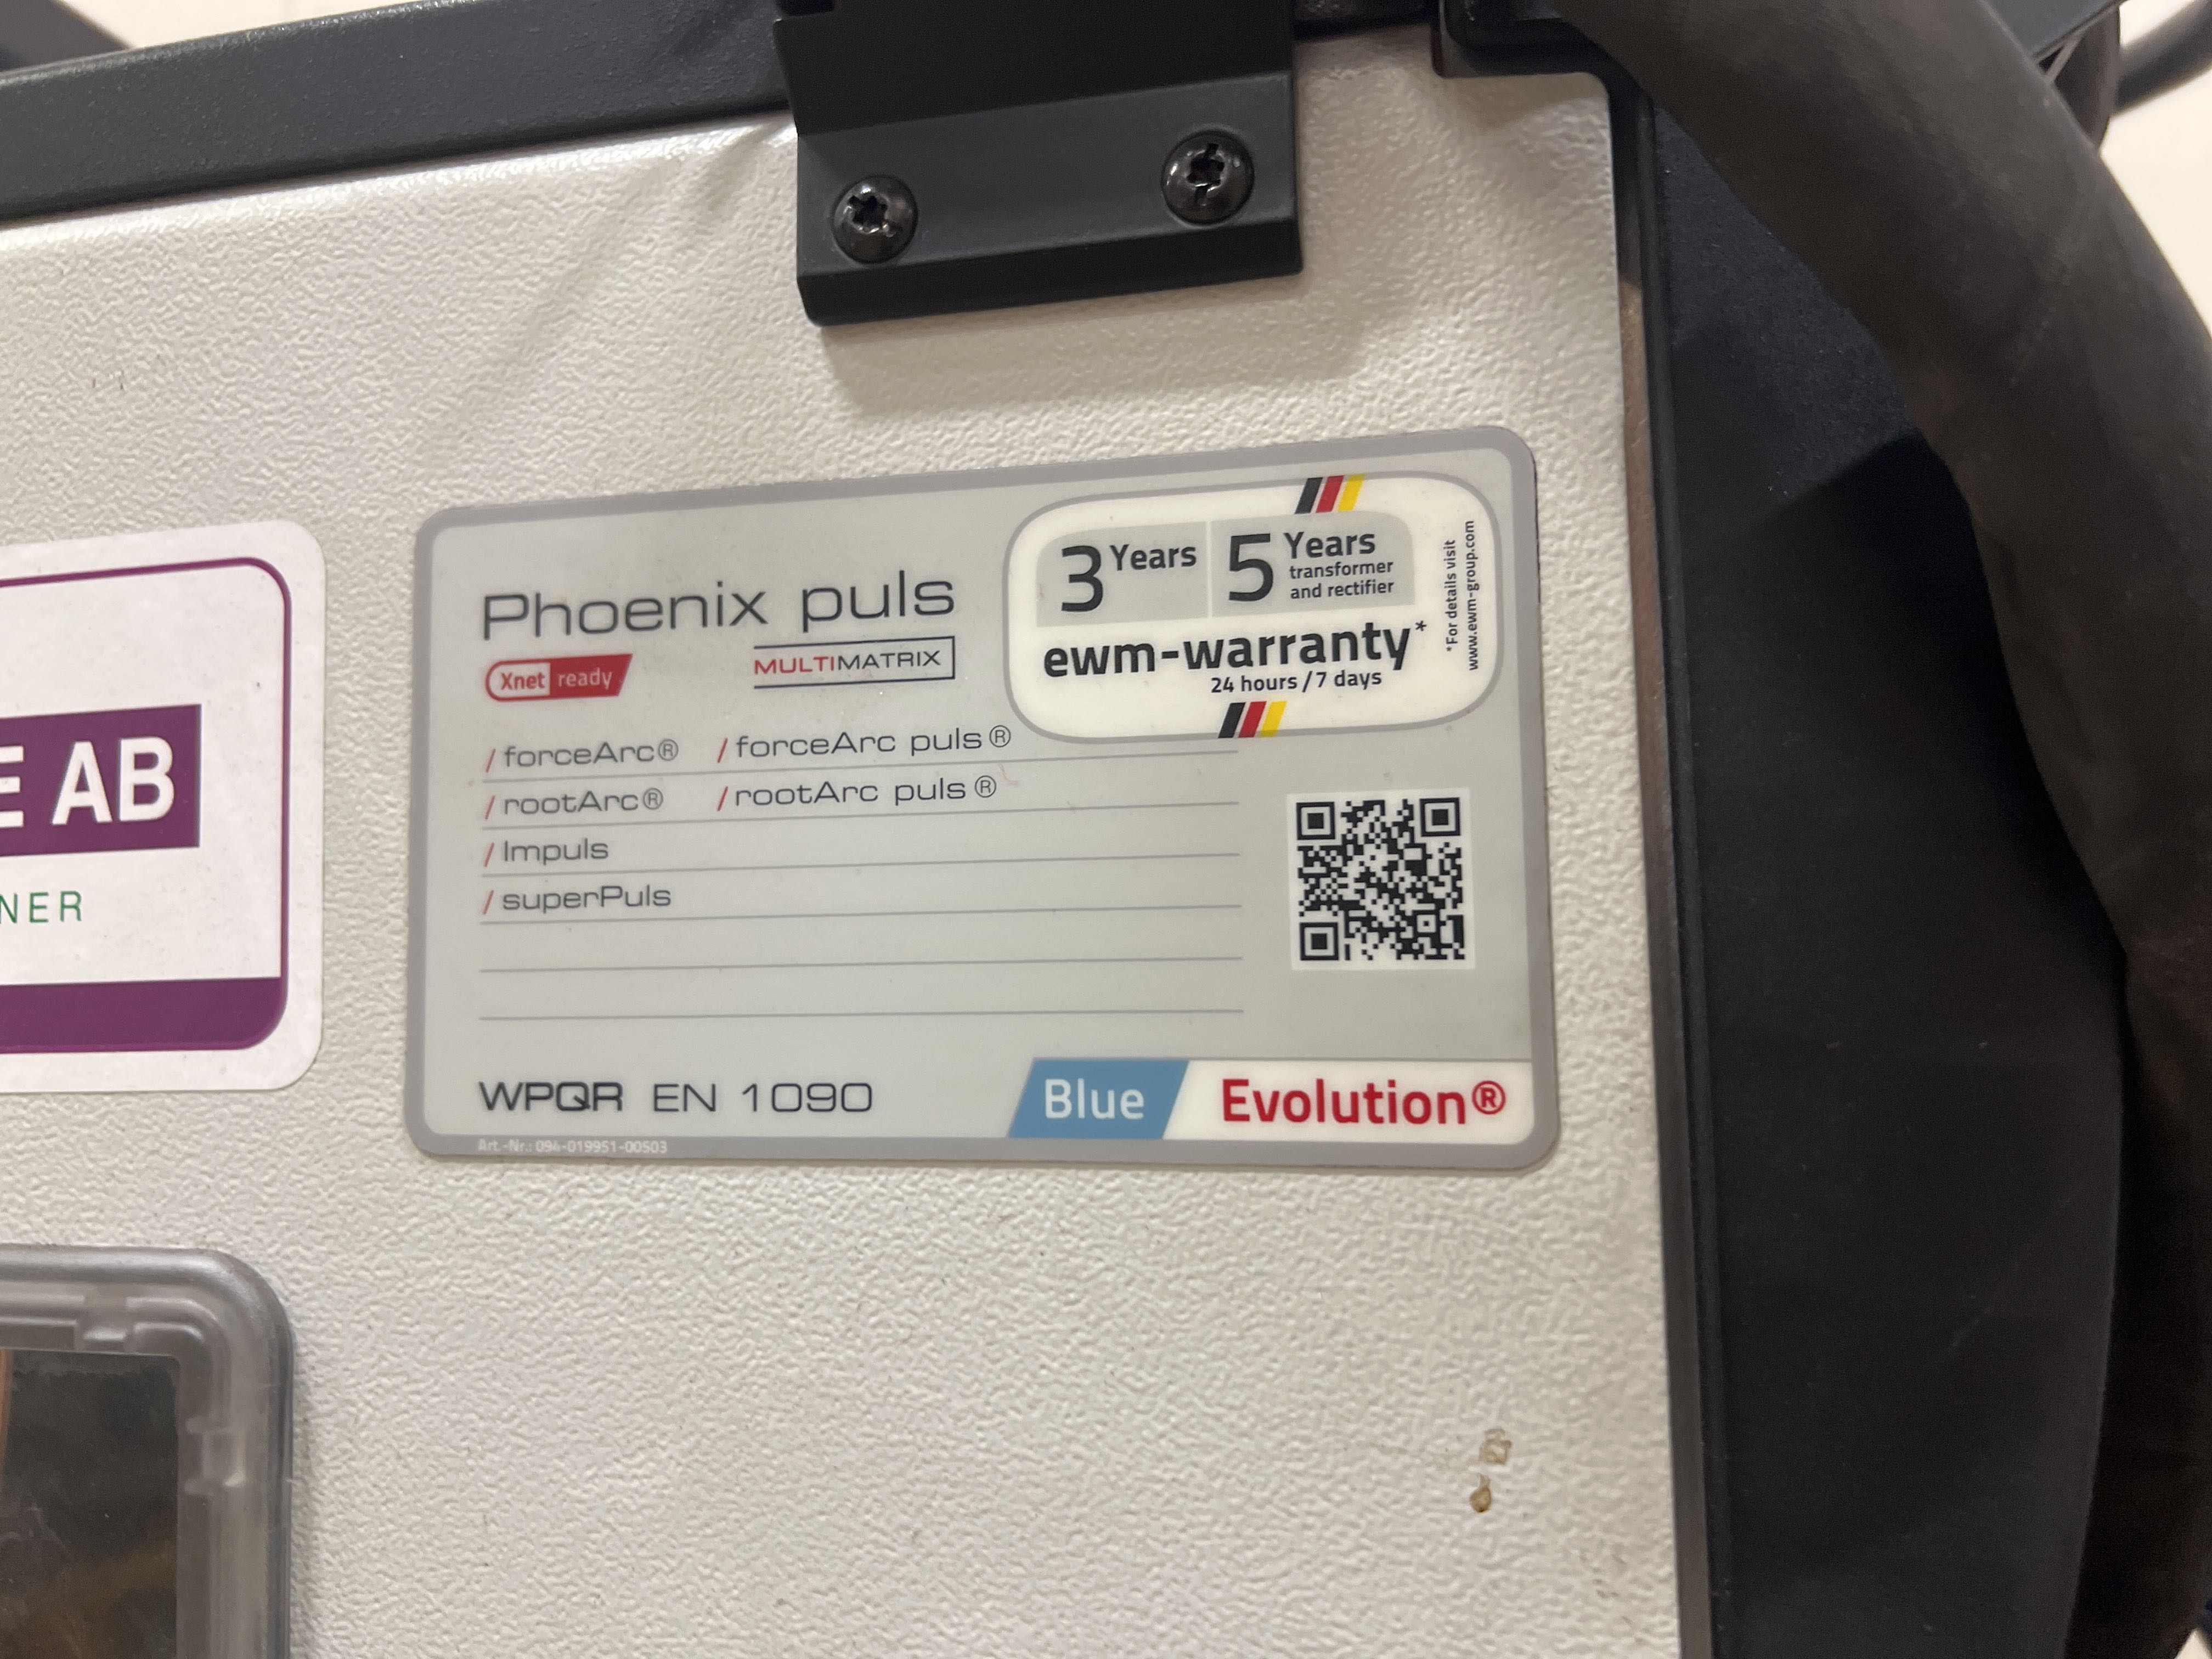 Phoenix puls
Xnet ready
MULTIMATRIX
3 Years
5 Years
transformer
and rectifier
ewm-warranty*
24 hours / 7 days
*For details visit
www.ewm-group.com
/ forceArc® / forceArc puls®
/ rootArc® / rootArc puls®
/ Impuls
/ superPuls
WPQR EN 1090
Blue Evolution®
Art.-Nr.: 094-019951-00503
E AB
NER